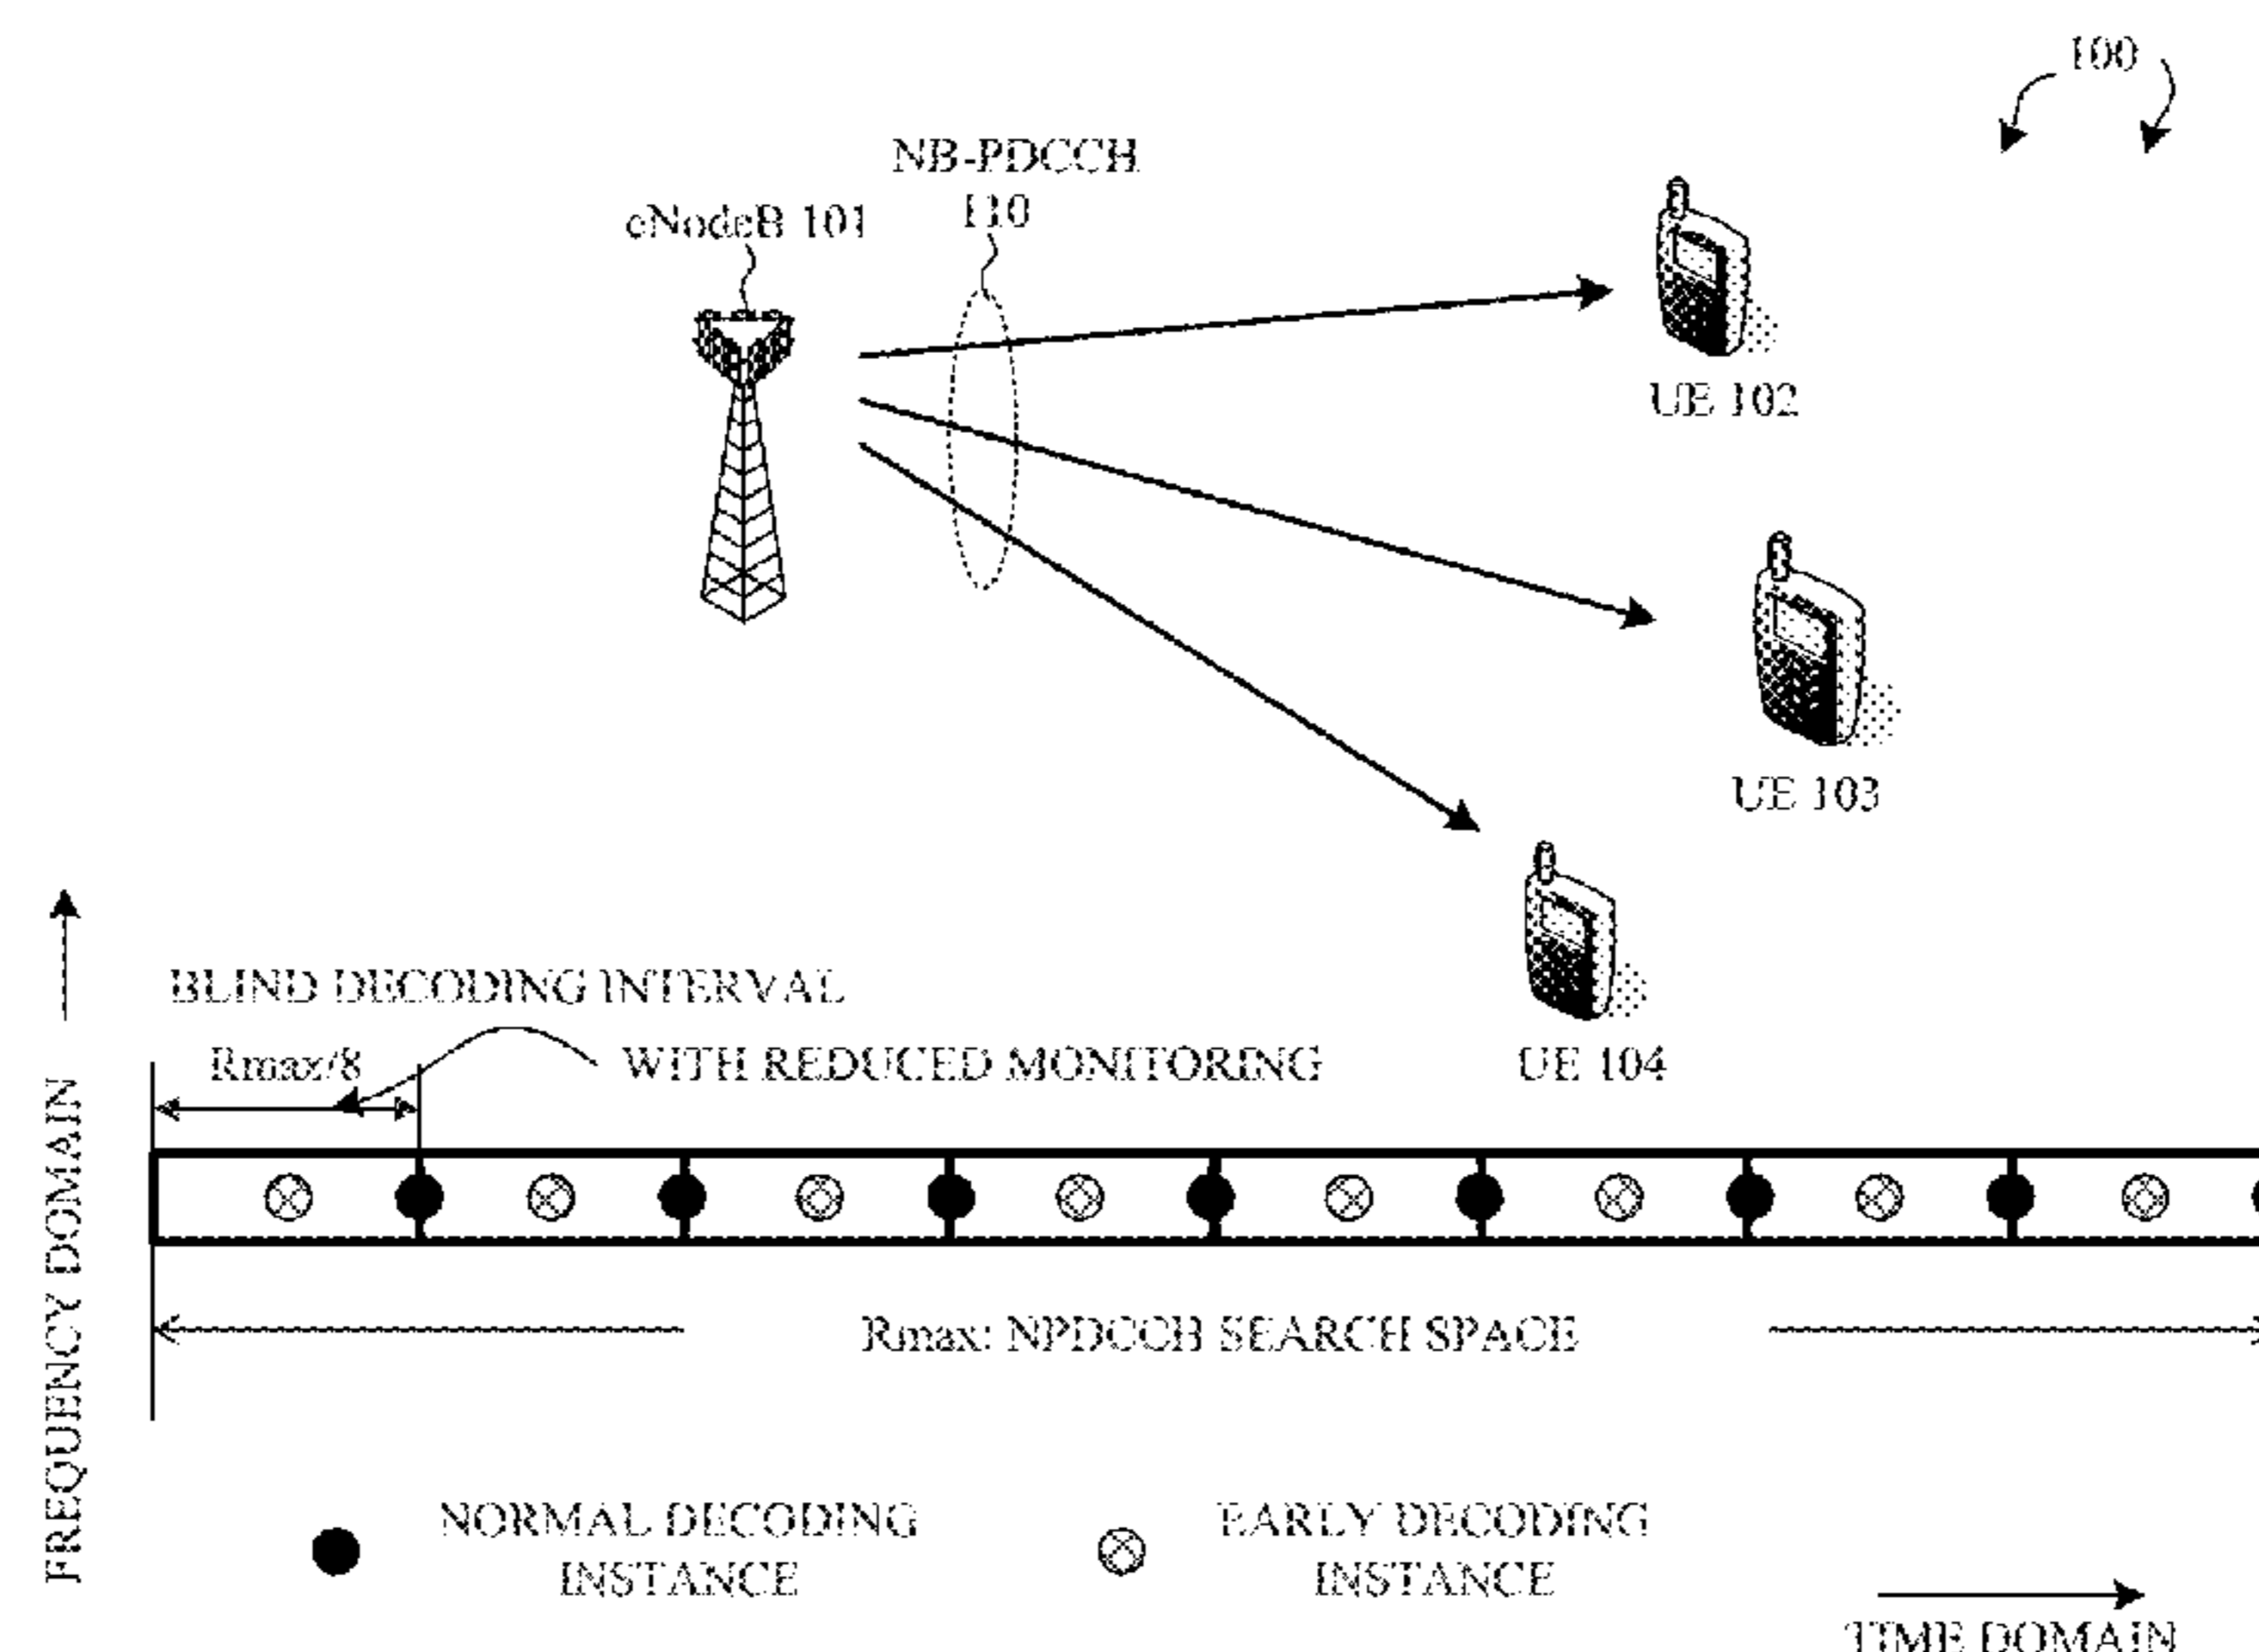 100
NB-PDCCH
110
eNodeB 101
UE 102
UE 103
BLIND DECODING INTERVAL
Rmax/8
WITH REDUCED MONITORING
UE 104
FREQUENCY DOMAIN
Rmax: NPDCCH SEARCH SPACE
NORMAL DECODING
INSTANCE
EARLY DECODING
INSTANCE
TIME DOMAIN